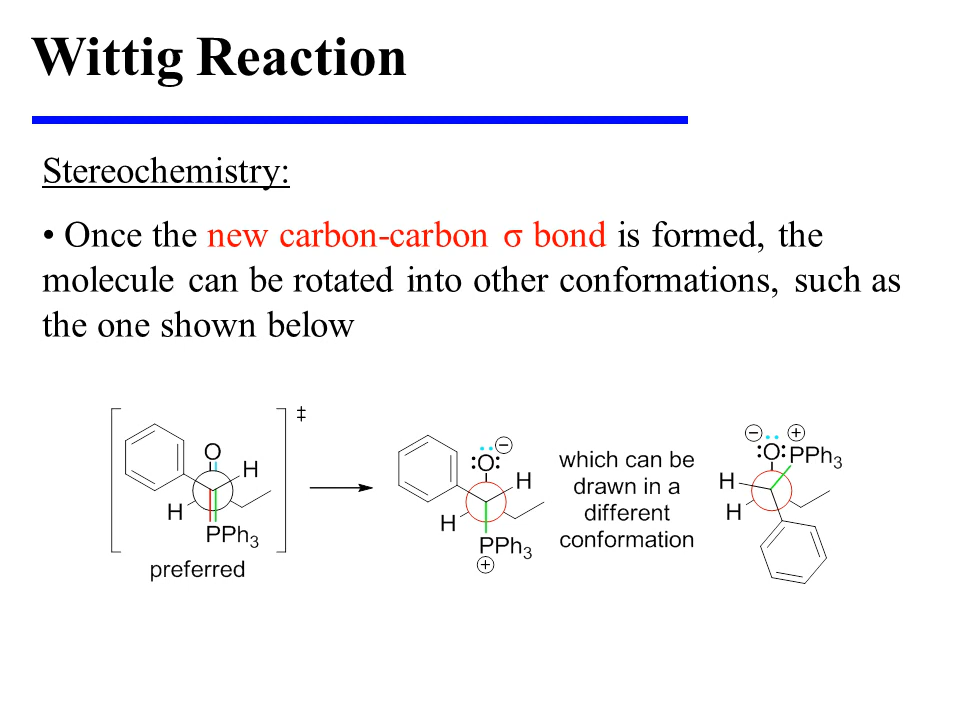 Wittig Reaction
Stereochemistry:
• Once the new carbon-carbon σ bond is formed, the
molecule can be rotated into other conformations, such as
the one shown below
‡
O
H
H
PPh3
preferred
O
−
H
H
PPh3
+
which can be
drawn in a
different
conformation
− +
O PPh3
H
H